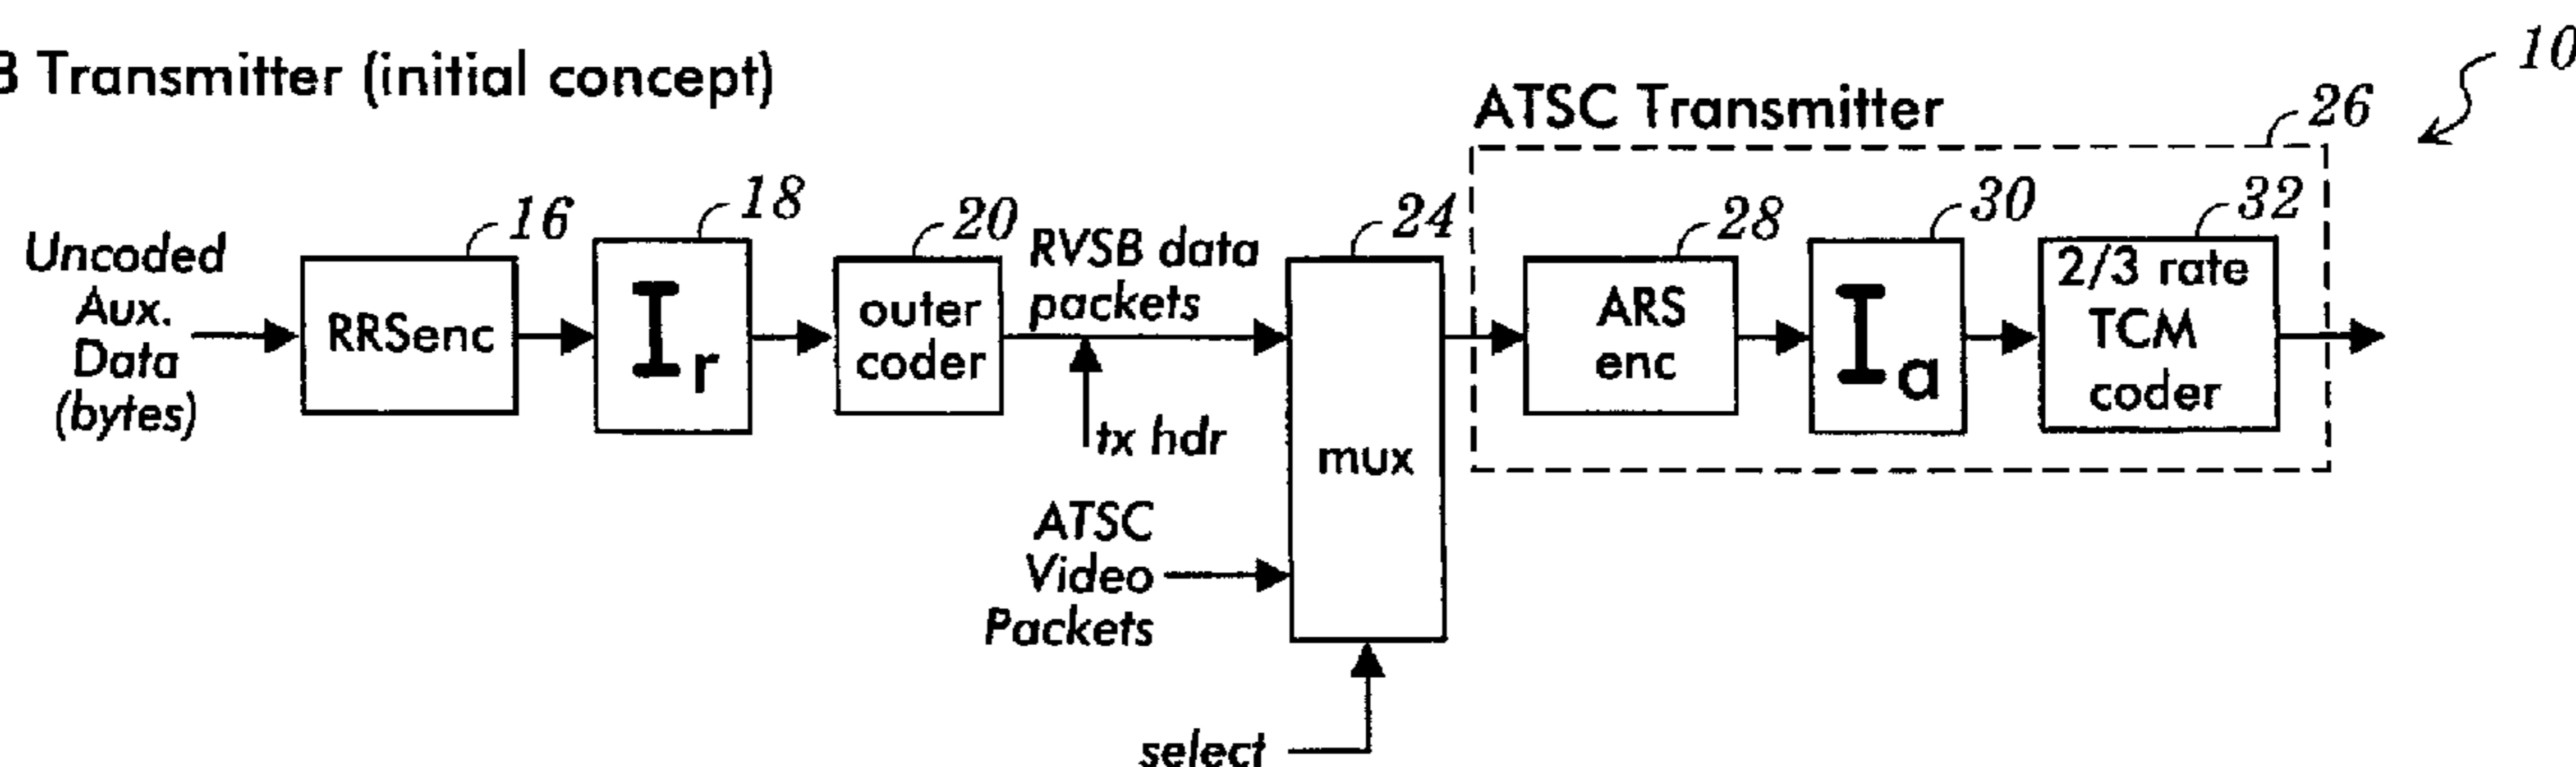 B Transmitter (initial concept)
10
ATSC Transmitter
26
16
18
20
24
28
30
32
Uncoded
Aux.
Data
(bytes)
RRSenc
Ir
outer
coder
RVSB data
packets
tx hdr
mux
ATSC
Video
Packets
select
ARS
enc
Ia
2/3 rate
TCM
coder